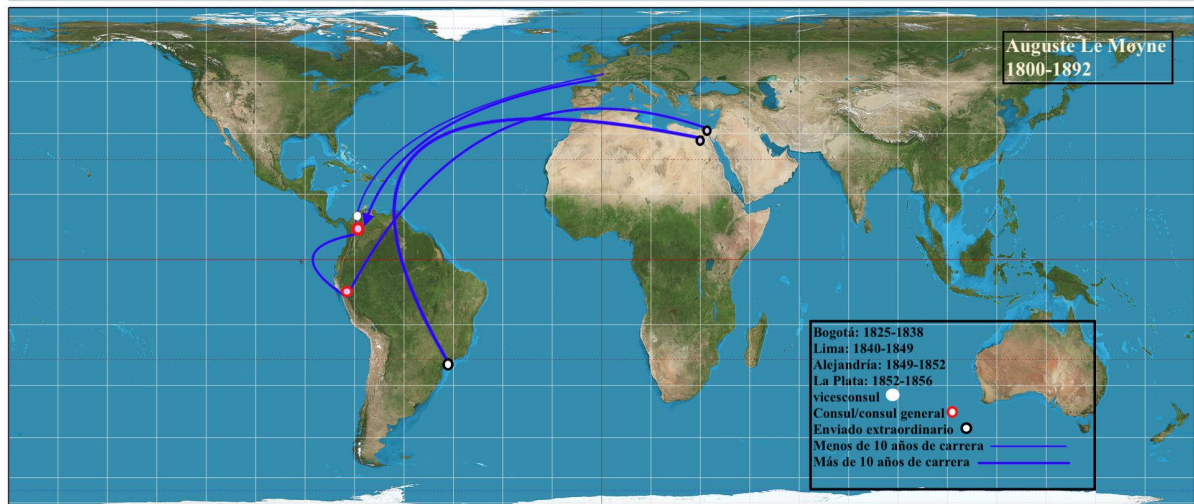 Auguste Le Moyne
1800-1892
Bogotá: 1825-1838
Lima: 1840-1849
Alejandría: 1849-1852
La Plata: 1852-1856
vicesconsul
Consul/consul general
Enviado extraordinario
Menos de 10 años de carrera
Más de 10 años de carrera